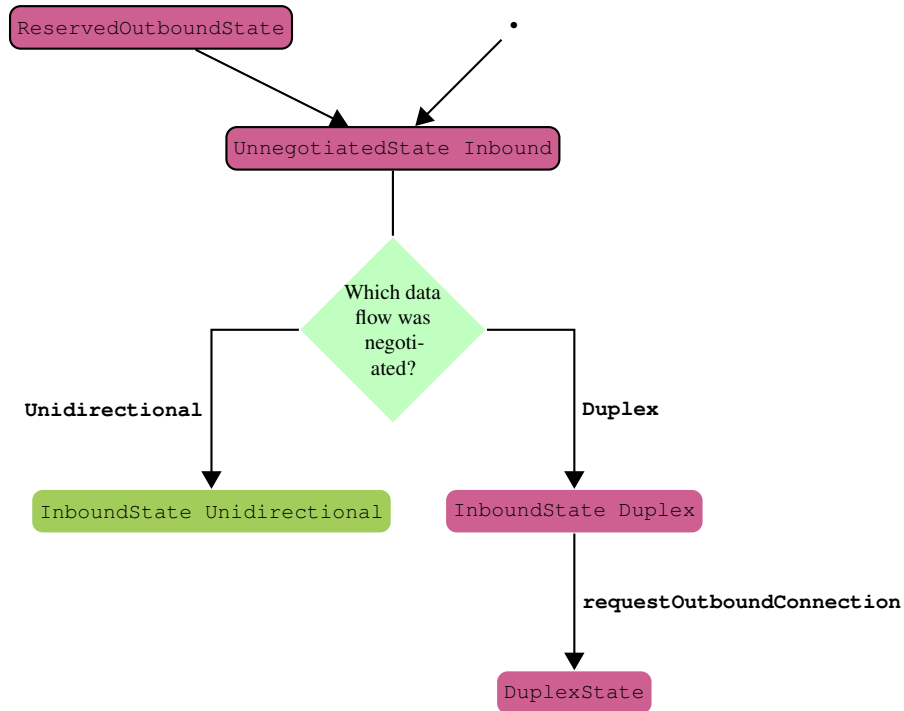 ReservedOutboundState
UnnegotiatedState Inbound
Which data
flow was
negoti-
ated?
Unidirectional
Duplex
InboundState Unidirectional
InboundState Duplex
requestOutboundConnection
DuplexState